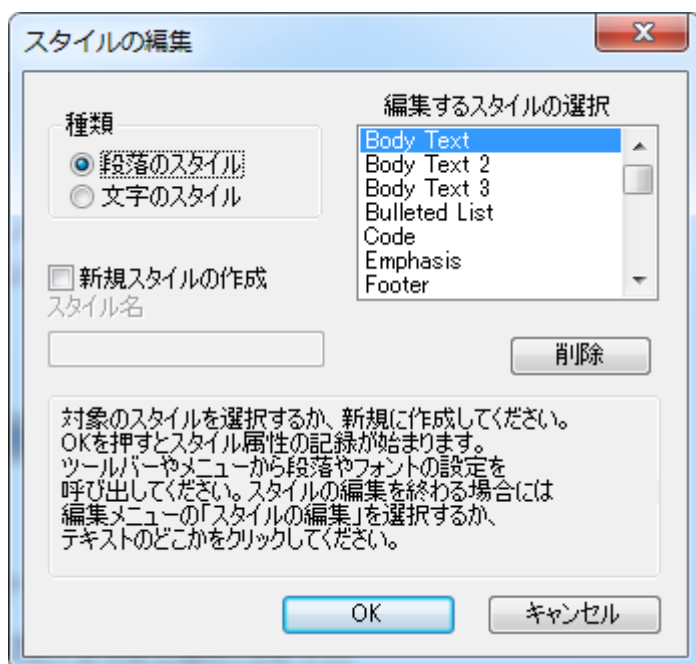 スタイルの編集
種類
段落のスタイル
文字のスタイル
編集するスタイルの選択
Body Text
Body Text 2
Body Text 3
Bulleted List
Code
Emphasis
Footer
新規スタイルの作成
スタイル名
削除
対象のスタイルを選択するか、新規に作成してください。
OKを押すとスタイル属性の記録が始まります。
ツールバーやメニューから段落やフォントの設定を
呼び出してください。スタイルの編集を終わる場合には
編集メニューの「スタイルの編集」を選択するか、
テキストのどこかをクリックしてください。
OK
キャンセル